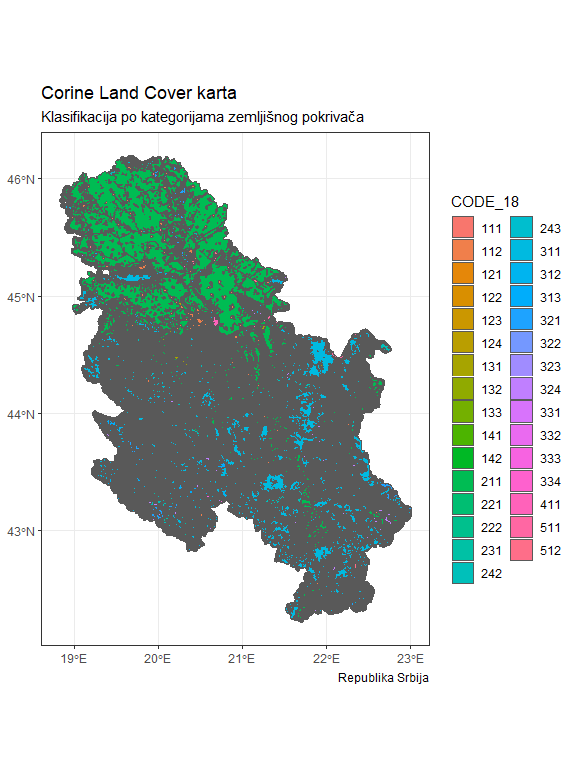 Corine Land Cover karta
Klasifikacija po kategorijama zemljišnog pokrivača
46°N
45°N
44°N
43°N
19°E 20°E 21°E 22°E 23°E
Republika Srbija
CODE_18
111 243
112 311
121 312
122 313
123 321
124 322
131 323
132 324
133 331
141 332
142 333
211 334
221 411
222 511
231 512
242